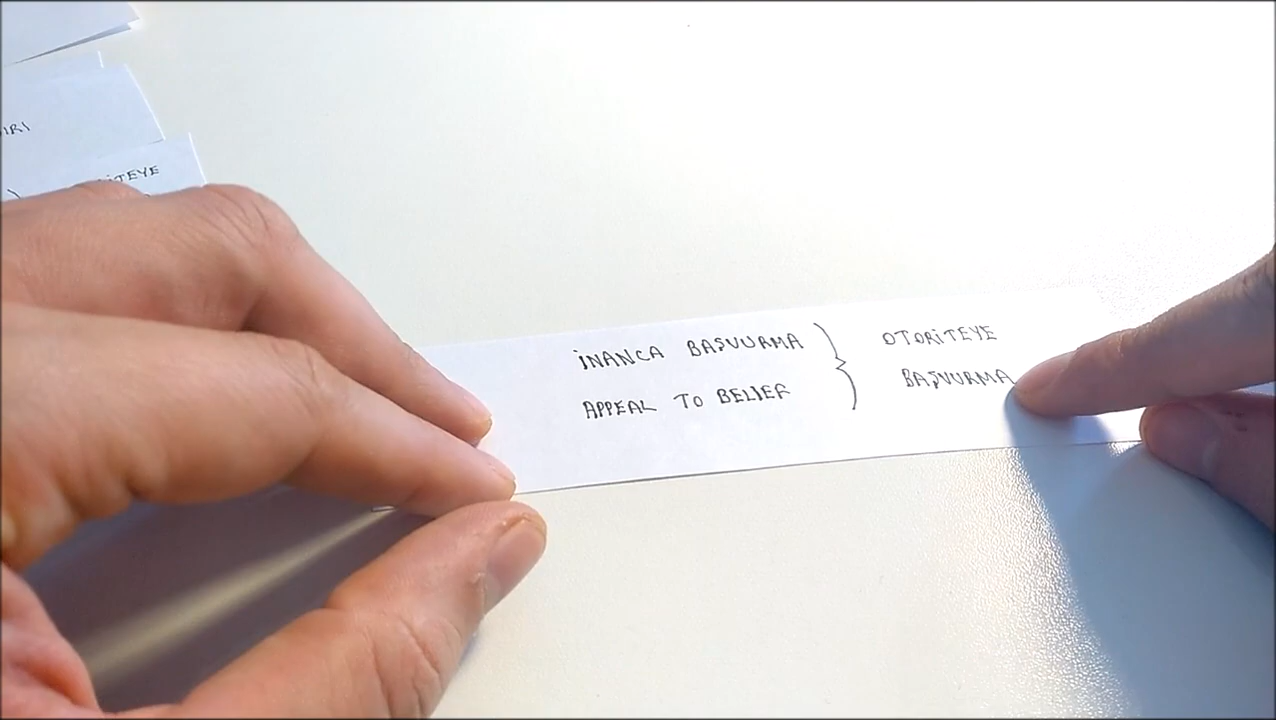 İNANCA BAŞVURMA
APPEAL TO BELIEF
OTORİTEYE
BAŞVURMA